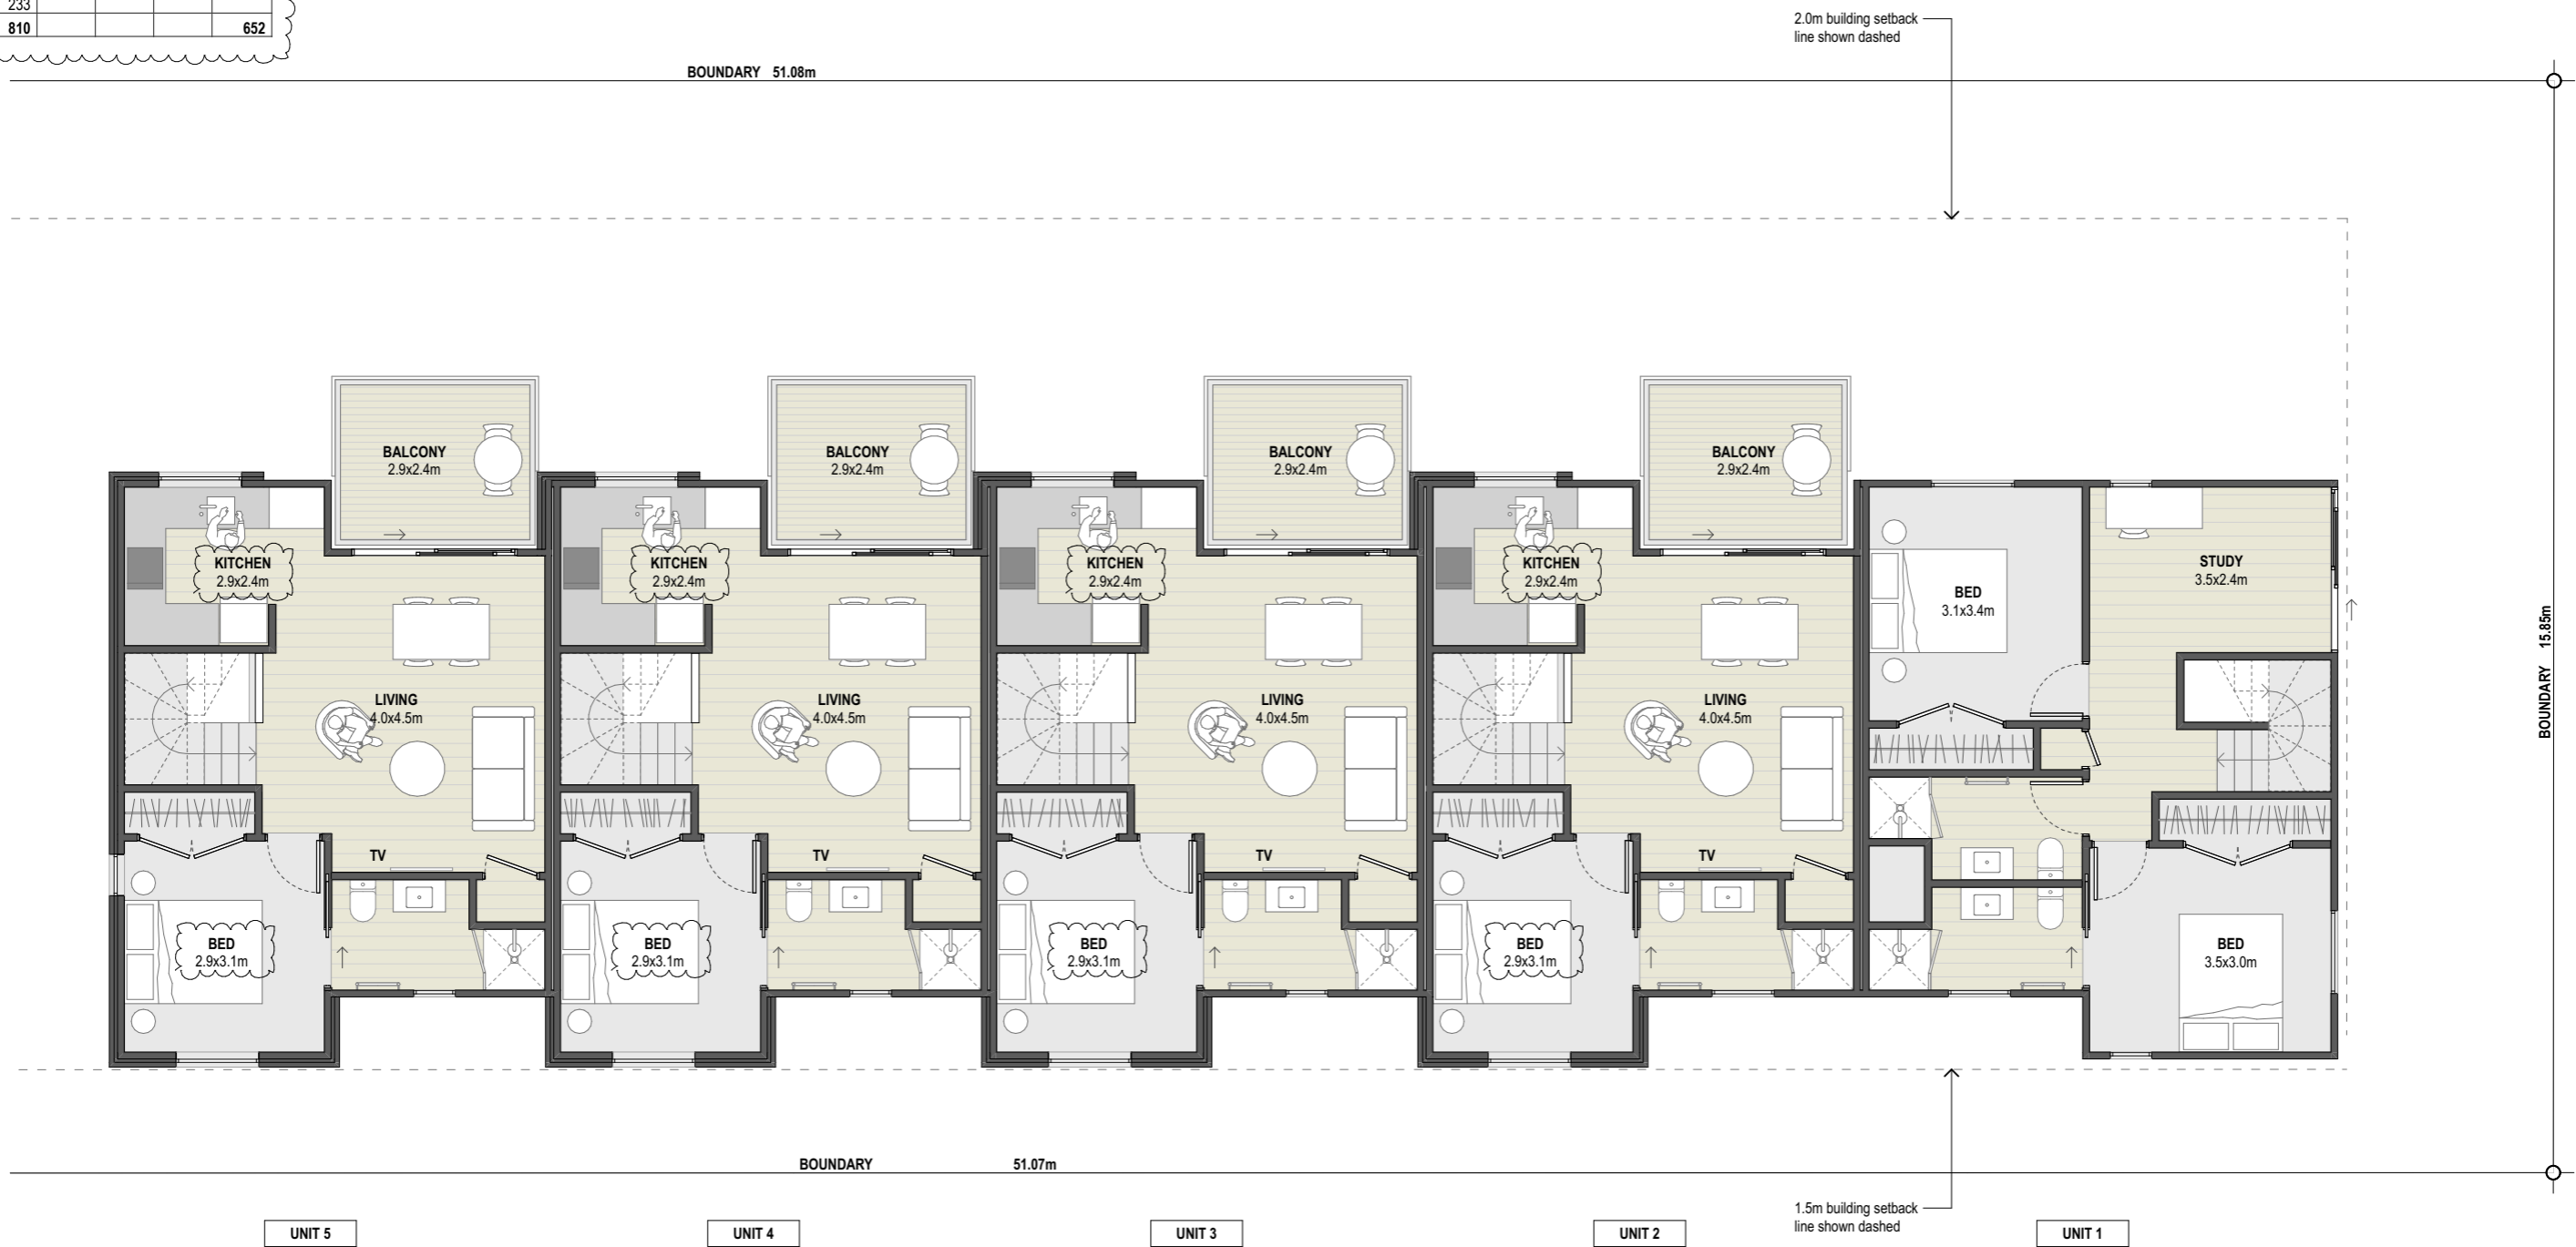 233
810 652
2.0m building setback
line shown dashed
BOUNDARY 51.08m
BALCONY
2.9x2.4m
BALCONY
2.9x2.4m
BALCONY
2.9x2.4m
BALCONY
2.9x2.4m
KITCHEN
2.9x2.4m
KITCHEN
2.9x2.4m
KITCHEN
2.9x2.4m
KITCHEN
2.9x2.4m
BED
3.1x3.4m
STUDY
3.5x2.4m
BOUNDARY 15.85m
LIVING
4.0x4.5m
LIVING
4.0x4.5m
LIVING
4.0x4.5m
LIVING
4.0x4.5m
TV
TV
TV
TV
BED
2.9x3.1m
BED
2.9x3.1m
BED
2.9x3.1m
BED
2.9x3.1m
BED
3.5x3.0m
BOUNDARY 51.07m
1.5m building setback
line shown dashed
UNIT 5
UNIT 4
UNIT 3
UNIT 2
UNIT 1